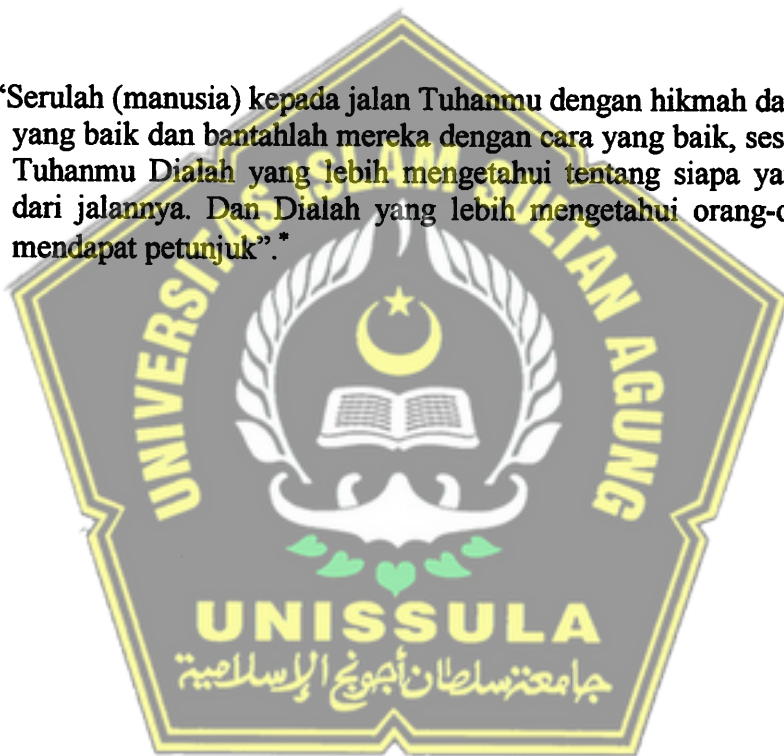 “Serulah (manusia) kepada jalan Tuhanmu dengan hikmah da
yang baik dan bantahlah mereka dengan cara yang baik, ses
Tuhanmu Dialah yang lebih mengetahui tentang siapa ya
dari jalannya. Dan Dialah yang lebih mengetahui orang-o
mendapat petunjuk”.*
UNIVERSITAS ISLAM SULTAN AGUNG
UNISSULA
جامعة سلطان أجونج الإسلامية